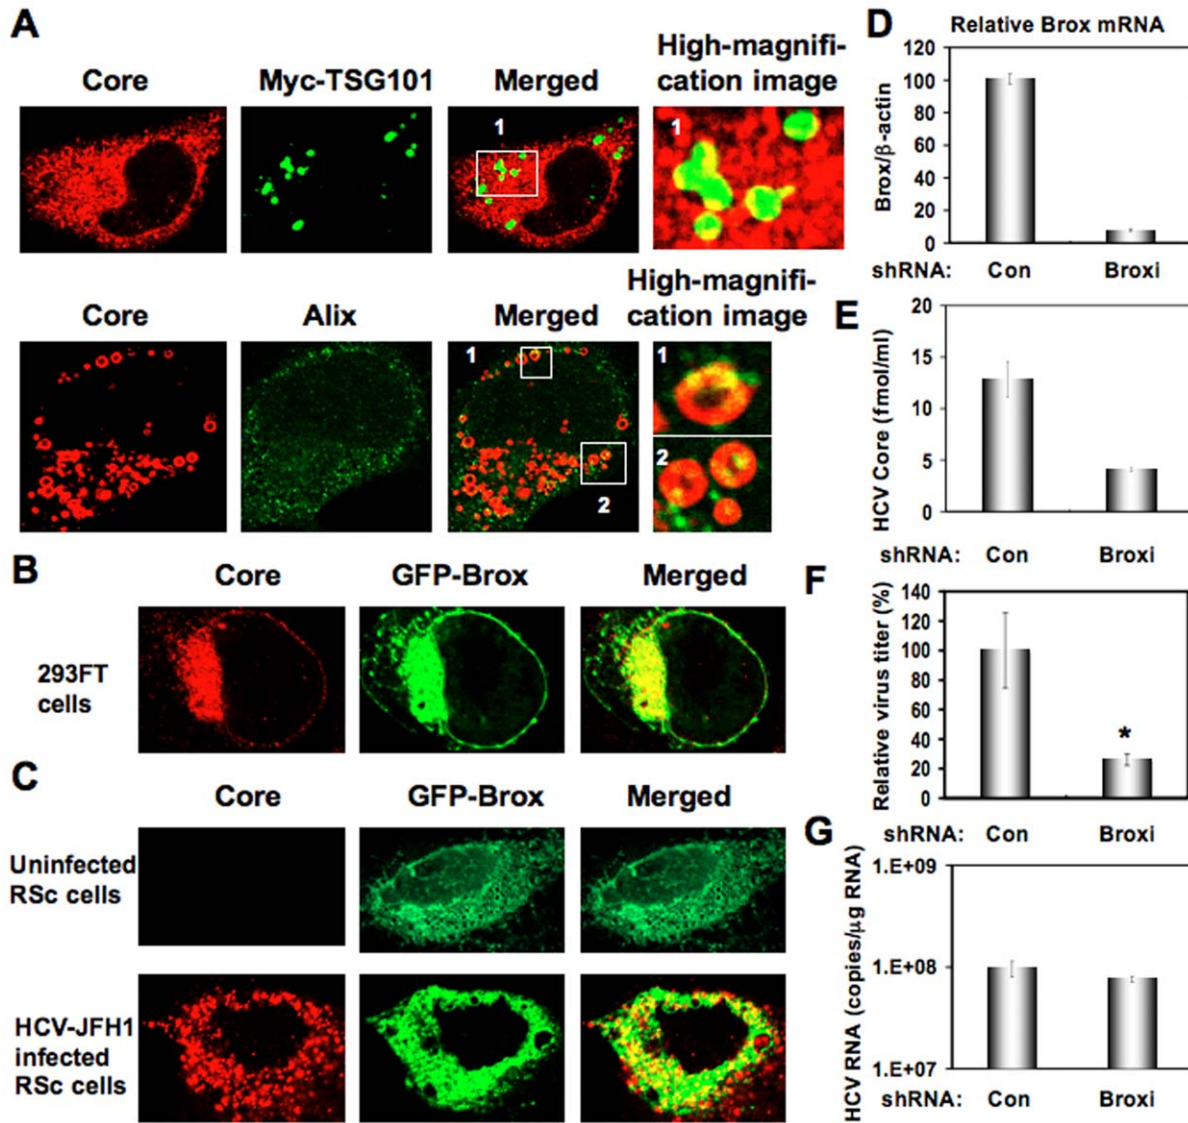 A
Core
Myc-TSG101
Merged
High-magnifi-
cation image
1
1
Core
Alix
Merged
High-magnifi-
cation image
1
2
1
2
B
Core
GFP-Brox
Merged
293FT
cells
C
Core
GFP-Brox
Merged
Uninfected
RSc cells
HCV-JFH1
infected
RSc cells
D
Relative Brox mRNA
Brox/β-actin
120
100
80
60
40
20
0
shRNA: Con Broxi
E
HCV Core (fmol/ml)
20
15
10
5
0
shRNA: Con Broxi
F
Relative virus titer (%)
140
120
100
80
60
40
20
0
*
shRNA: Con Broxi
G
HCV RNA (copies/μg RNA)
1.E+09
1.E+08
1.E+07
shRNA: Con Broxi